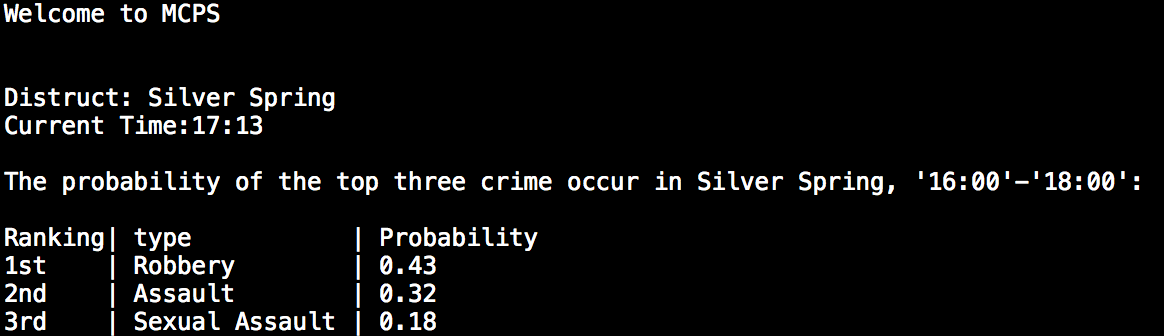 Welcome to MCPS
Distruct: Silver Spring
Current Time:17:13
The probability of the top three crime occur in Silver Spring, '16:00'-'18:00':
Ranking| type           | Probability
1st    | Robbery        | 0.43
2nd    | Assault        | 0.32
3rd    | Sexual Assault | 0.18